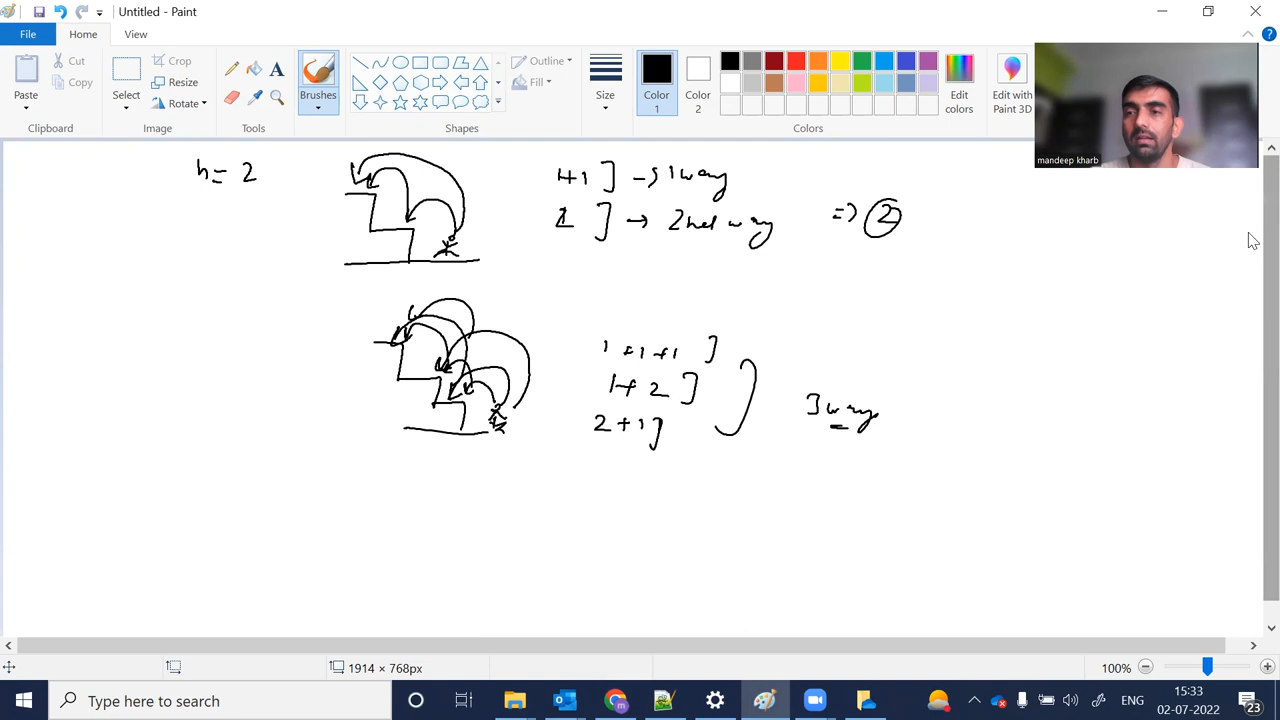 Untitled - Paint
File
Home
View
Paste
Cut
Copy
Clipboard
Select
Crop
Resize
Rotate
Image
A
Tools
Brushes
Shapes
Outline
Fill
Size
Color 1
Color 2
Edit colors
Colors
Edit with Paint 3D
mandeep kharb
n = 2
1+1 ] → 1 way
2 ] → 2nd way
=> 2
1+1+1 ]
1+2 ]
2+1 ]
3 way
1914 × 768px
100%
Type here to search
ENG
15:33
02-07-2022
23